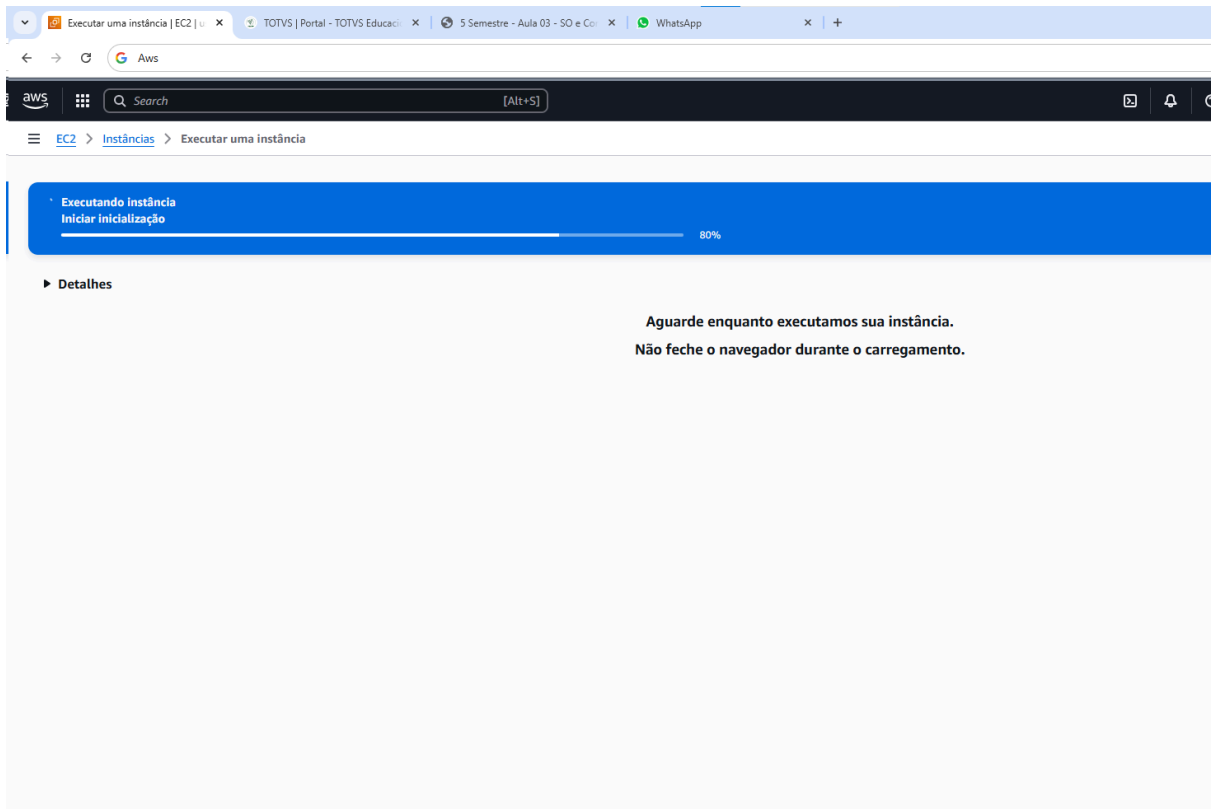 Executar uma instância | EC2 | u
TOTVS | Portal - TOTVS Educaci
5 Semestre - Aula 03 - SO e Co
WhatsApp
Aws
aws
Search
[Alt+S]
EC2 > Instâncias > Executar uma instância
Executando instância
Iniciar inicialização
80%
Detalhes
Aguarde enquanto executamos sua instância.
Não feche o navegador durante o carregamento.